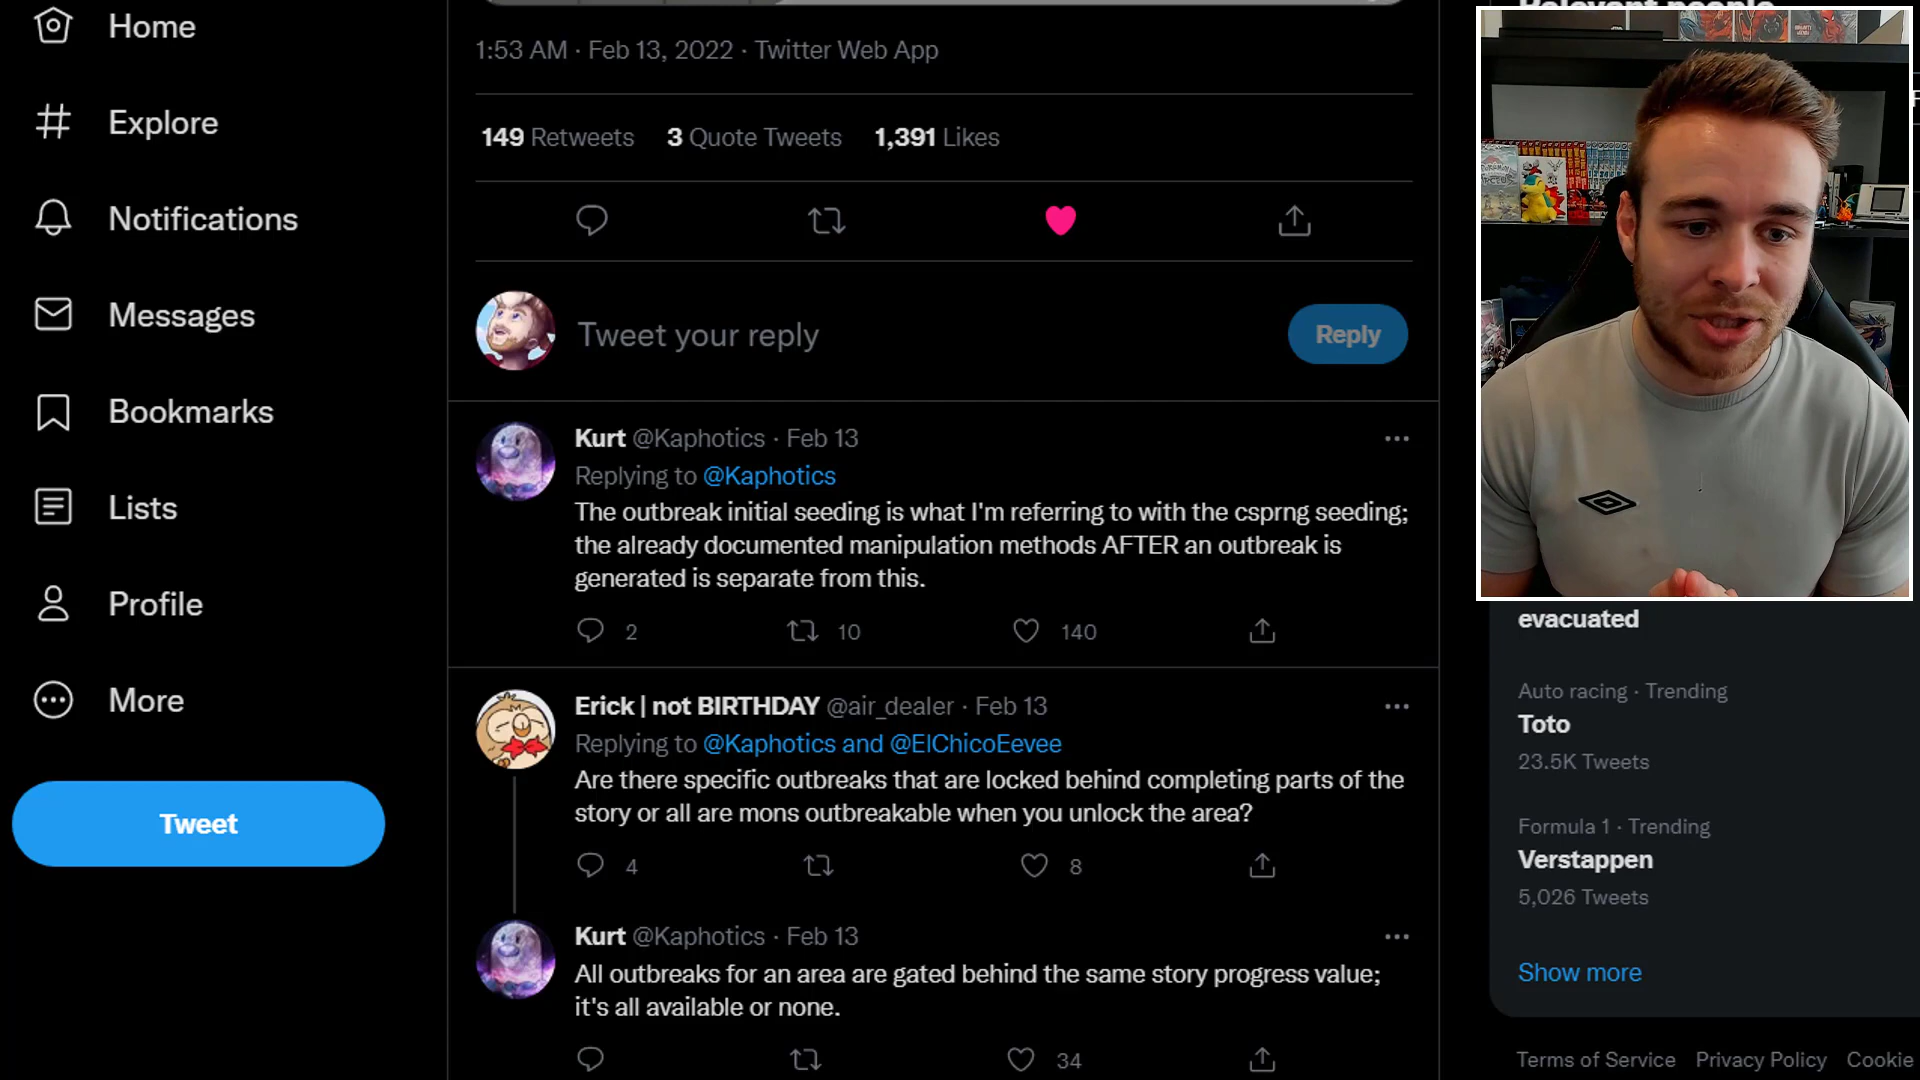 Home
Explore
Notifications
Messages
Bookmarks
Lists
Profile
More
Tweet
1:53 AM · Feb 13, 2022 · Twitter Web App
149 Retweets 3 Quote Tweets 1,391 Likes
Tweet your reply
Reply
Kurt @Kaphotics · Feb 13
Replying to @Kaphotics
The outbreak initial seeding is what I'm referring to with the csprng seeding;
the already documented manipulation methods AFTER an outbreak is
generated is separate from this.
2 10 140
Erick | not BIRTHDAY @air_dealer · Feb 13
Replying to @Kaphotics and @ElChicoEevee
Are there specific outbreaks that are locked behind completing parts of the
story or all are mons outbreakable when you unlock the area?
4 8
Kurt @Kaphotics · Feb 13
All outbreaks for an area are gated behind the same story progress value;
it's all available or none.
34
Relevant people
evacuated
Auto racing · Trending
Toto
23.5K Tweets
Formula 1 · Trending
Verstappen
5,026 Tweets
Show more
Terms of Service Privacy Policy Cookie